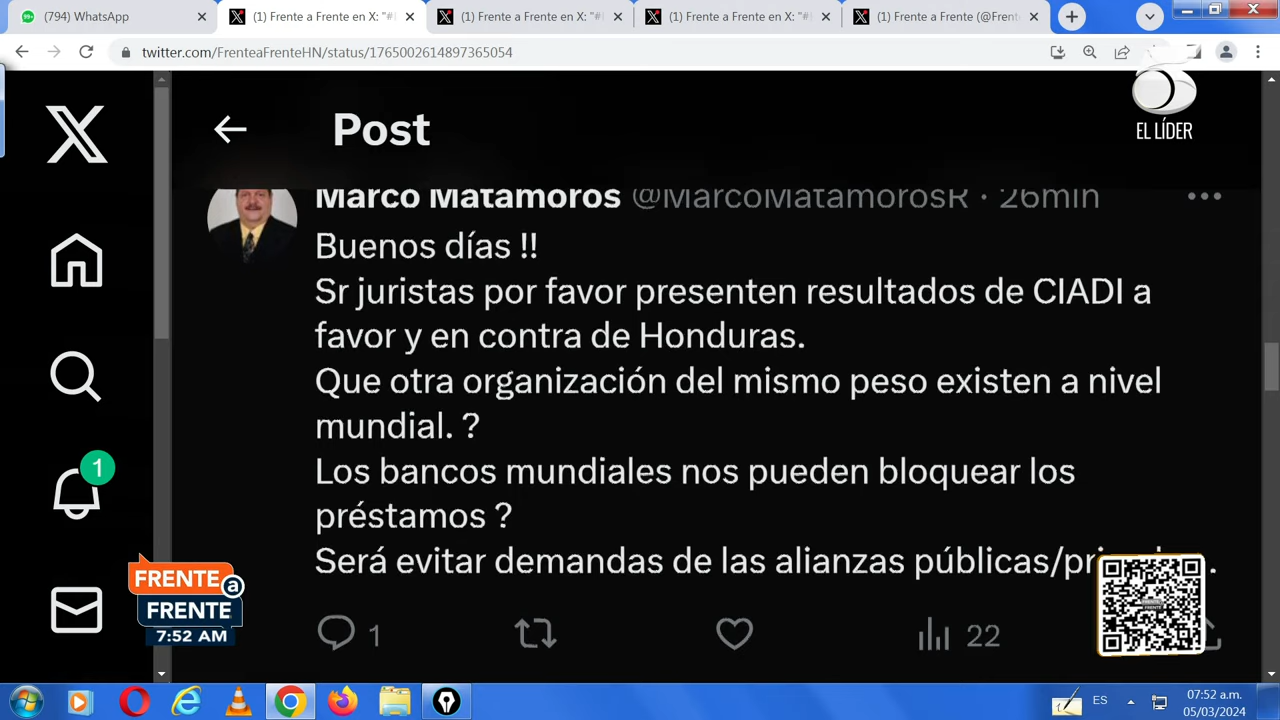 (794) WhatsApp
(1) Frente a Frente en X: "#
(1) Frente a Frente en X: "#
(1) Frente a Frente en X: "#
(1) Frente a Frente (@Frent
twitter.com/FrenteaFrenteHN/status/1765002614897365054
EL LÍDER
Post
Marco Matamoros @MarcoMatamorosR · 26min
Buenos días !!
Sr juristas por favor presenten resultados de CIADI a
favor y en contra de Honduras.
Que otra organización del mismo peso existen a nivel
mundial. ?
Los bancos mundiales nos pueden bloquear los
préstamos ?
Será evitar demandas de las alianzas públicas/
1
FRENTE a
FRENTE
7:52 AM
1
22
ES
07:52 a.m.
05/03/2024